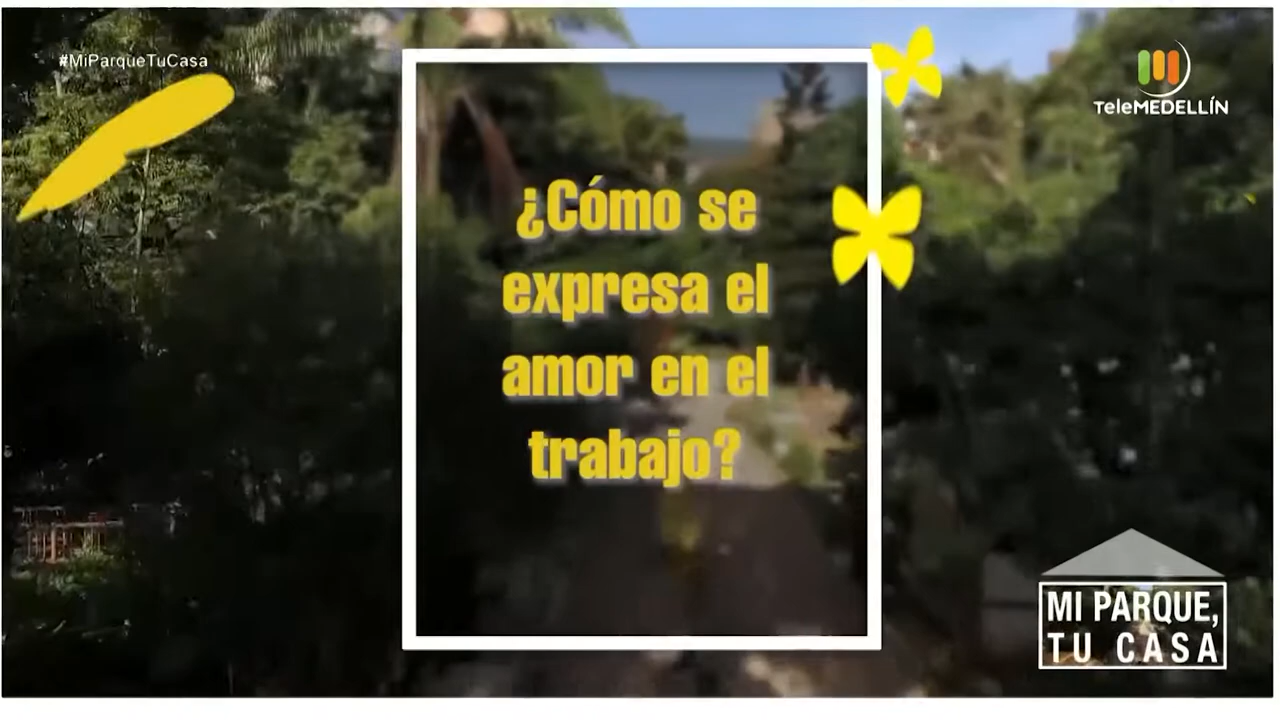 #MiParqueTuCasa
TeleMEDELLÍN
¿Cómo se
expresa el
amor en el
trabajo?
MI PARQUE,
TU CASA